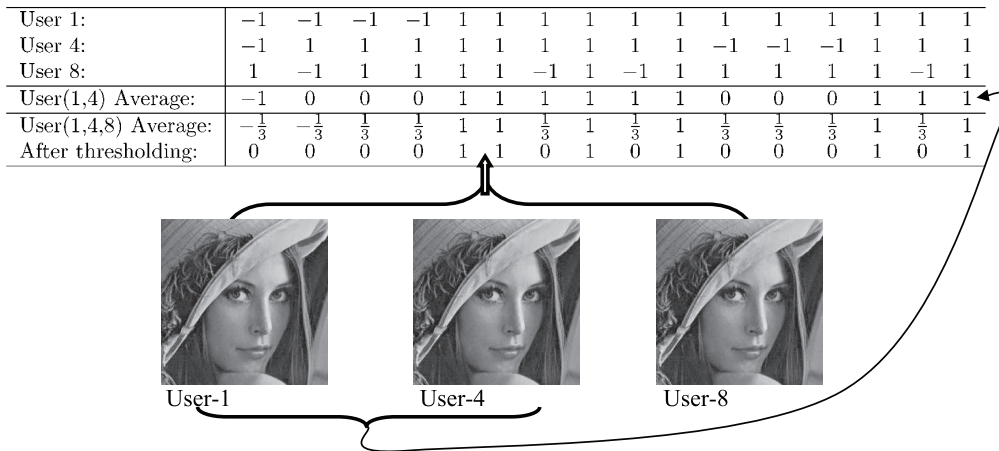 User 1: −1 −1 −1 −1 1 1 1 1 1 1 1 1 1 1 1 1
User 4: −1 1 1 1 1 1 1 1 1 1 −1 −1 −1 1 1 1
User 8: 1 −1 1 1 1 1 −1 1 −1 1 1 1 1 1 −1 1
User(1,4) Average: −1 0 0 0 1 1 1 1 1 1 0 0 0 1 1 1
User(1,4,8) Average: −1/3 −1/3 1/3 1/3 1 1 1/3 1 1/3 1 1/3 1/3 1/3 1 1/3 1
After thresholding: 0 0 0 0 1 1 0 1 0 1 0 0 0 1 0 1
User-1 User-4 User-8